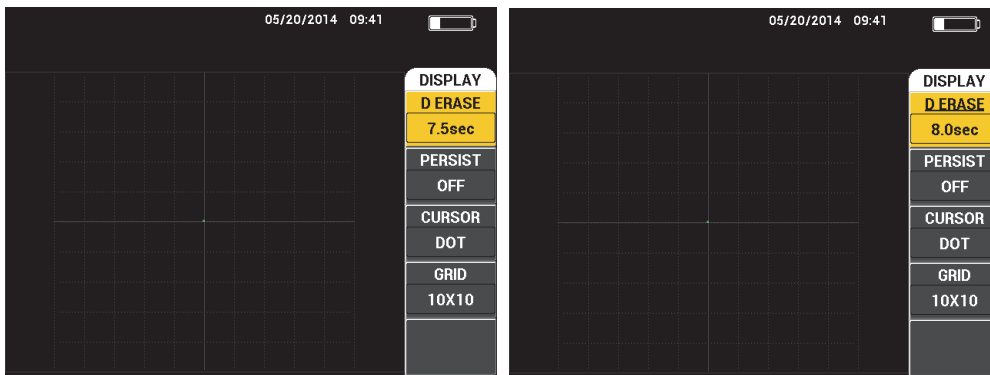 05/20/2014 09:41
DISPLAY
D ERASE
7.5sec
PERSIST
OFF
CURSOR
DOT
GRID
10X10
05/20/2014 09:41
DISPLAY
D ERASE
8.0sec
PERSIST
OFF
CURSOR
DOT
GRID
10X10